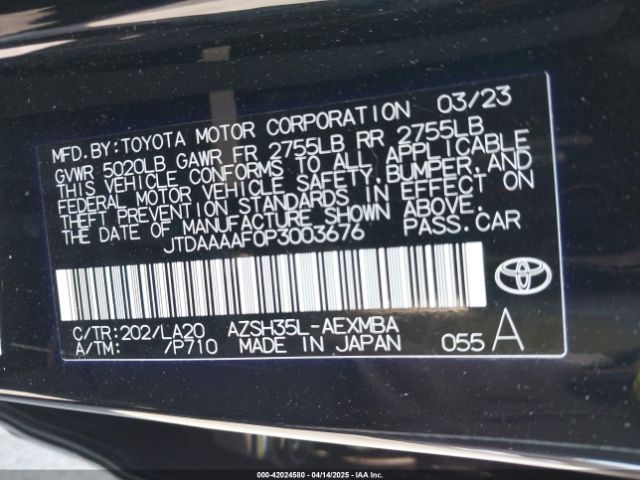 MFD.BY:TOYOTA MOTOR CORPORATION 03/23
GVWR 5020LB GAWR FR 2755LB RR 2755LB
THIS VEHICLE CONFORMS TO ALL APPLICABLE
FEDERAL MOTOR VEHICLE SAFETY,BUMPER,AND
THEFT PREVENTION STANDARDS IN EFFECT ON
THE DATE OF MANUFACTURE SHOWN ABOVE.
JTDAAAAF0P3003676 PASS.CAR
C/TR:202/LA20 AZSH35L-AEXMBA
A/TM: /P710 MADE IN JAPAN 055 A
000-42024580 - 04/14/2025 - IAAI.COM